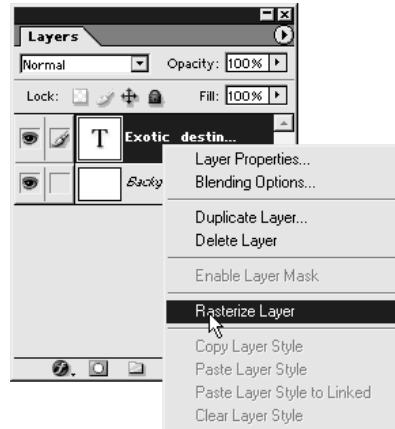 Layers
Normal Opacity: 100%
Lock: Fill: 100%
T Exotic destin...
Backg
Layer Properties...
Blending Options...
Duplicate Layer...
Delete Layer
Enable Layer Mask
Rasterize Layer
Copy Layer Style
Paste Layer Style
Paste Layer Style to Linked
Clear Layer Style